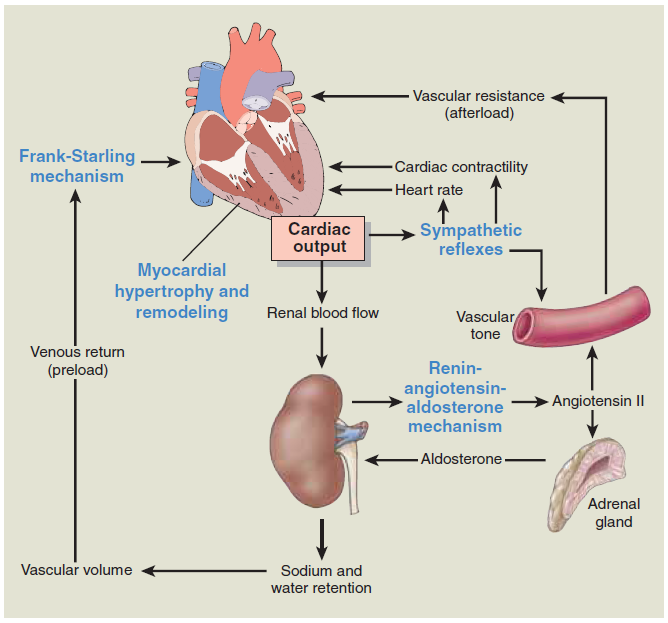 Vascular resistance
(afterload)
Frank-Starling
mechanism
Cardiac contractility
Heart rate
Cardiac
output
Sympathetic
reflexes
Myocardial
hypertrophy and
remodeling
Renal blood flow
Vascular
tone
Venous return
(preload)
Renin-
angiotensin-
aldosterone
mechanism
Angiotensin II
Aldosterone
Adrenal
gland
Vascular volume
Sodium and
water retention